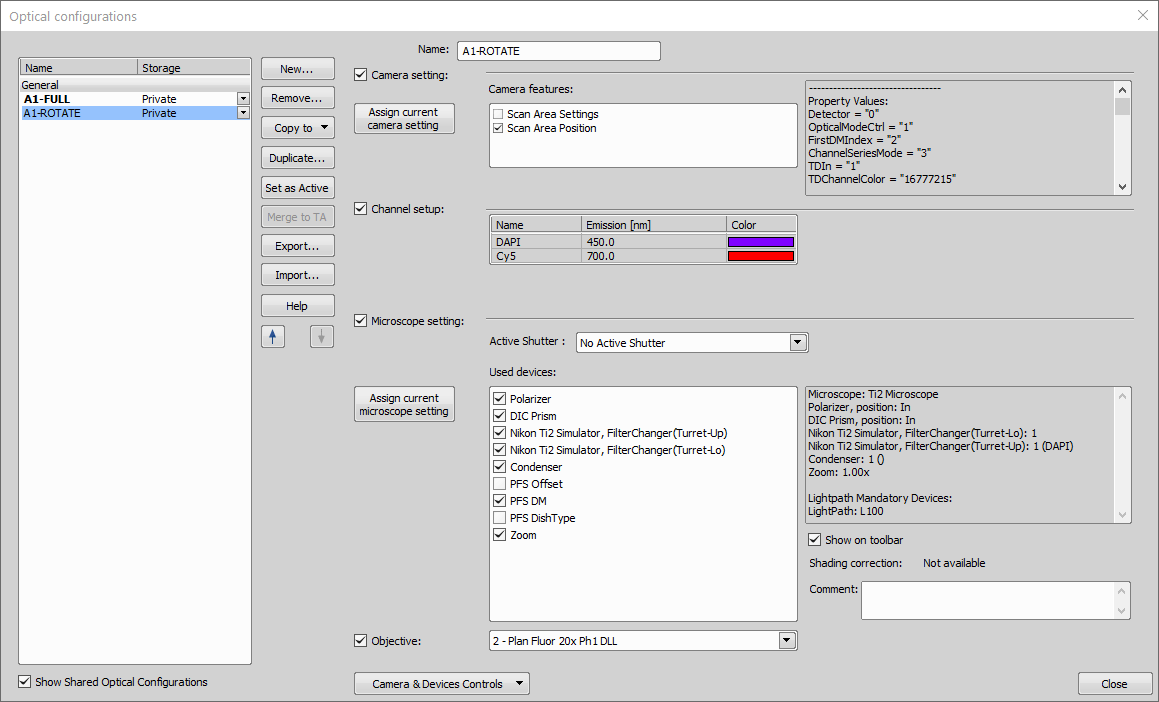 Optical configurations
Name: A1-ROTATE
Name Storage
General
A1-FULL Private
A1-ROTATE Private
New...
Remove...
Copy to
Duplicate...
Set as Active
Merge to TA
Export...
Import...
Help
Camera setting:
Assign current
camera setting
Camera features:
Scan Area Settings
Scan Area Position
---------------------------------
Property Values:
Detector = "0"
OpticalModeCtrl = "1"
FirstDMIndex = "2"
ChannelSeriesMode = "3"
TDIn = "1"
TDChannelColor = "16777215"
Channel setup:
Name Emission [nm] Color
DAPI 450.0
Cy5 700.0
Microscope setting:
Active Shutter : No Active Shutter
Used devices:
Assign current
microscope setting
Polarizer
DIC Prism
Nikon Ti2 Simulator, FilterChanger(Turret-Up)
Nikon Ti2 Simulator, FilterChanger(Turret-Lo)
Condenser
PFS Offset
PFS DM
PFS DishType
Zoom
Microscope: Ti2 Microscope
Polarizer, position: In
DIC Prism, position: In
Nikon Ti2 Simulator, FilterChanger(Turret-Lo): 1
Nikon Ti2 Simulator, FilterChanger(Turret-Up): 1 (DAPI)
Condenser: 1 ()
Zoom: 1.00x
Lightpath Mandatory Devices:
LightPath: L100
Show on toolbar
Shading correction: Not available
Comment:
Objective: 2 - Plan Fluor 20x Ph1 DLL
Show Shared Optical Configurations
Camera & Devices Controls
Close